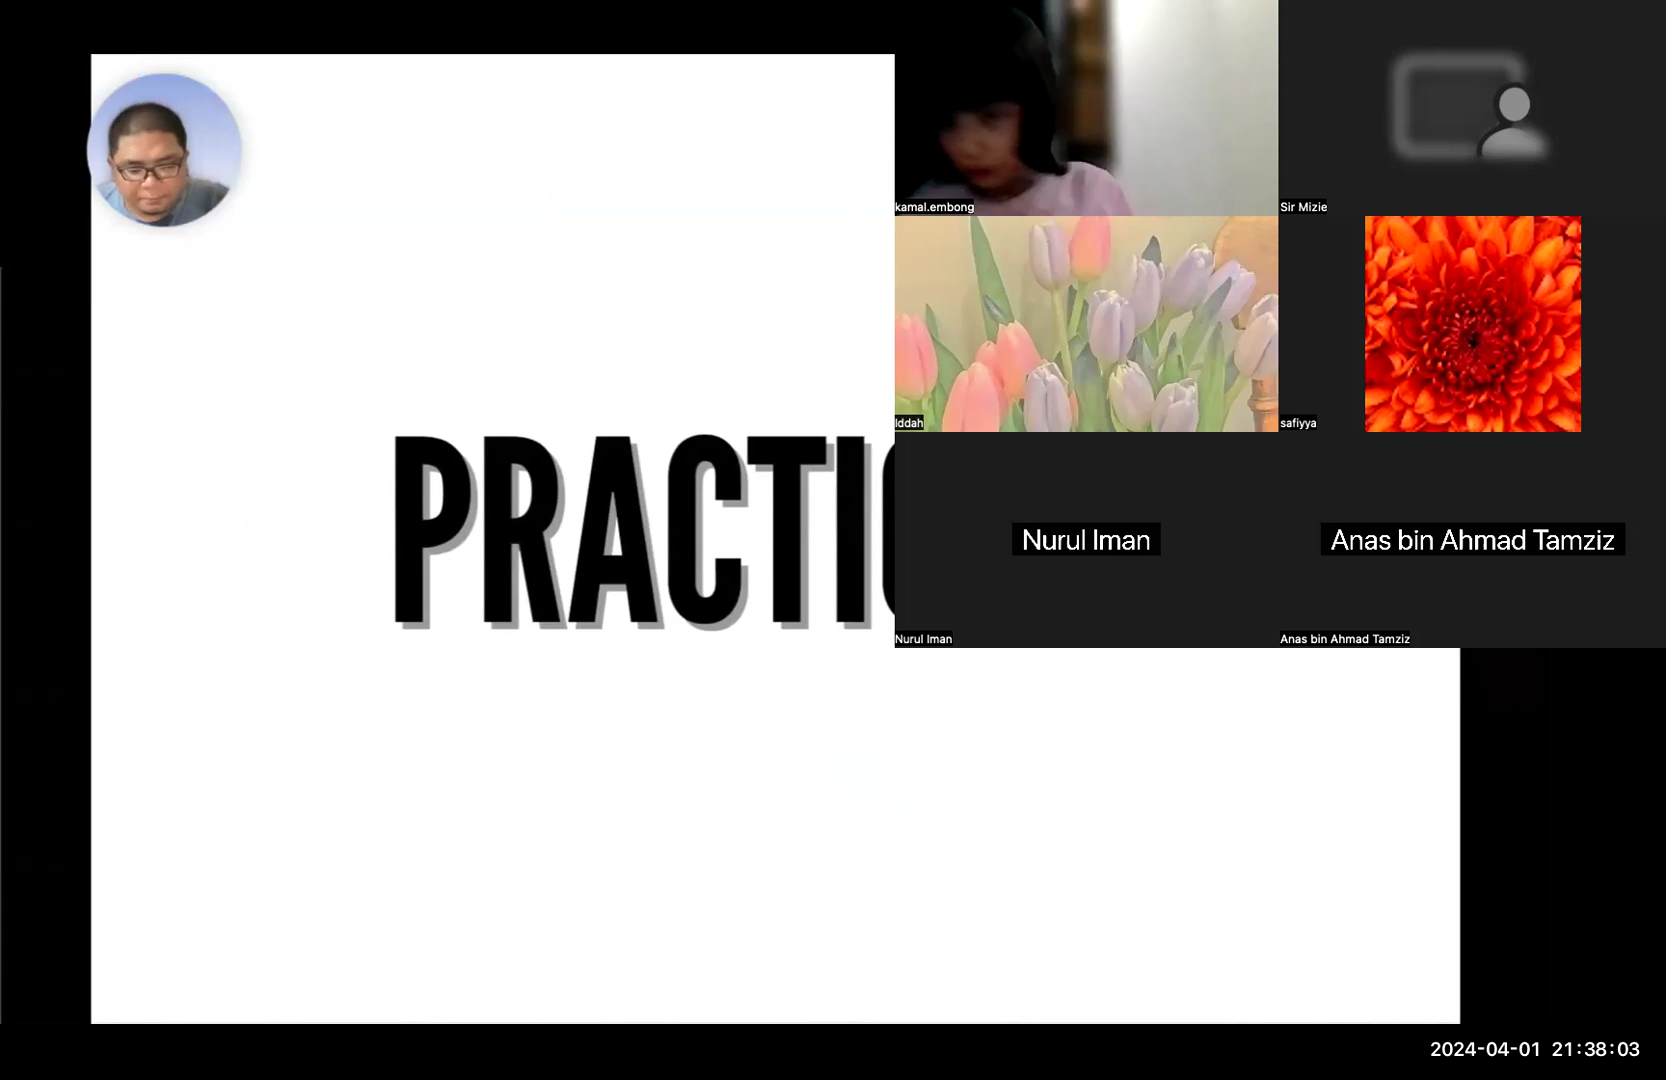 kamal.embong
Sir Mizie
Iddah
safiyya
PRACTI
Nurul Iman
Anas bin Ahmad Tamziz
Nurul Iman
Anas bin Ahmad Tamziz
2024-04-01 21:38:03